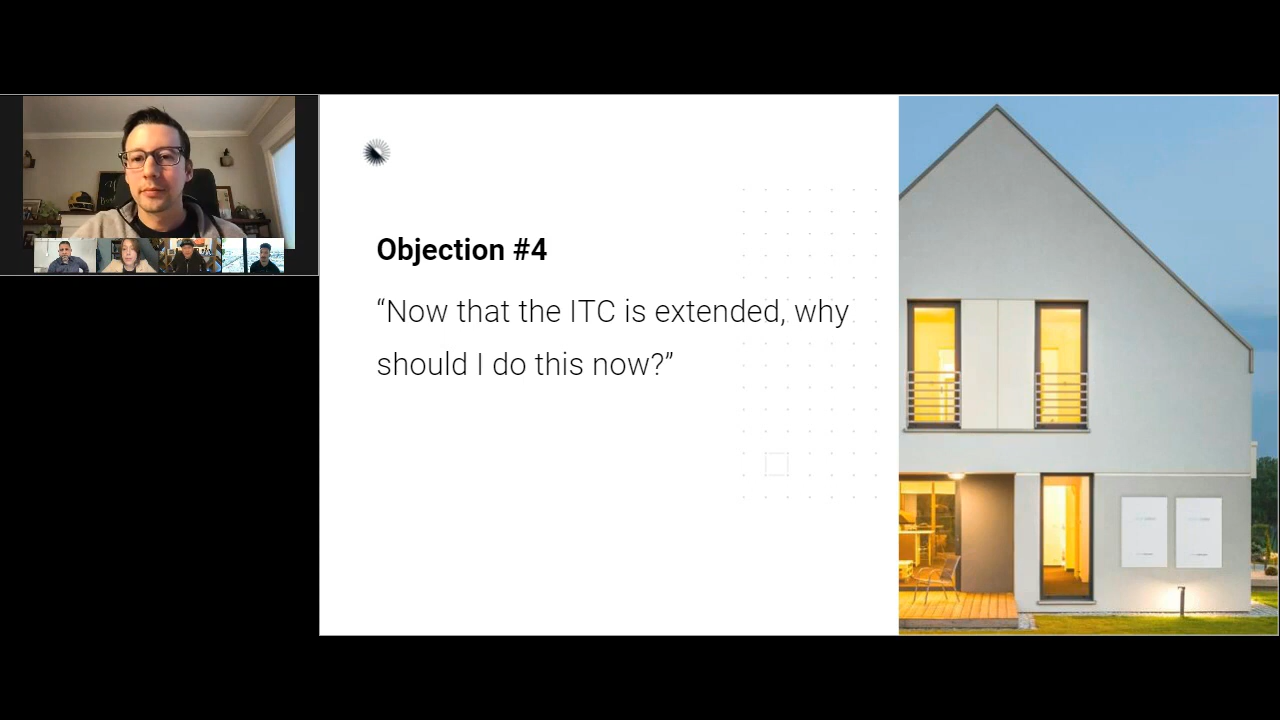 Objection #4
“Now that the ITC is extended, why
should I do this now?”